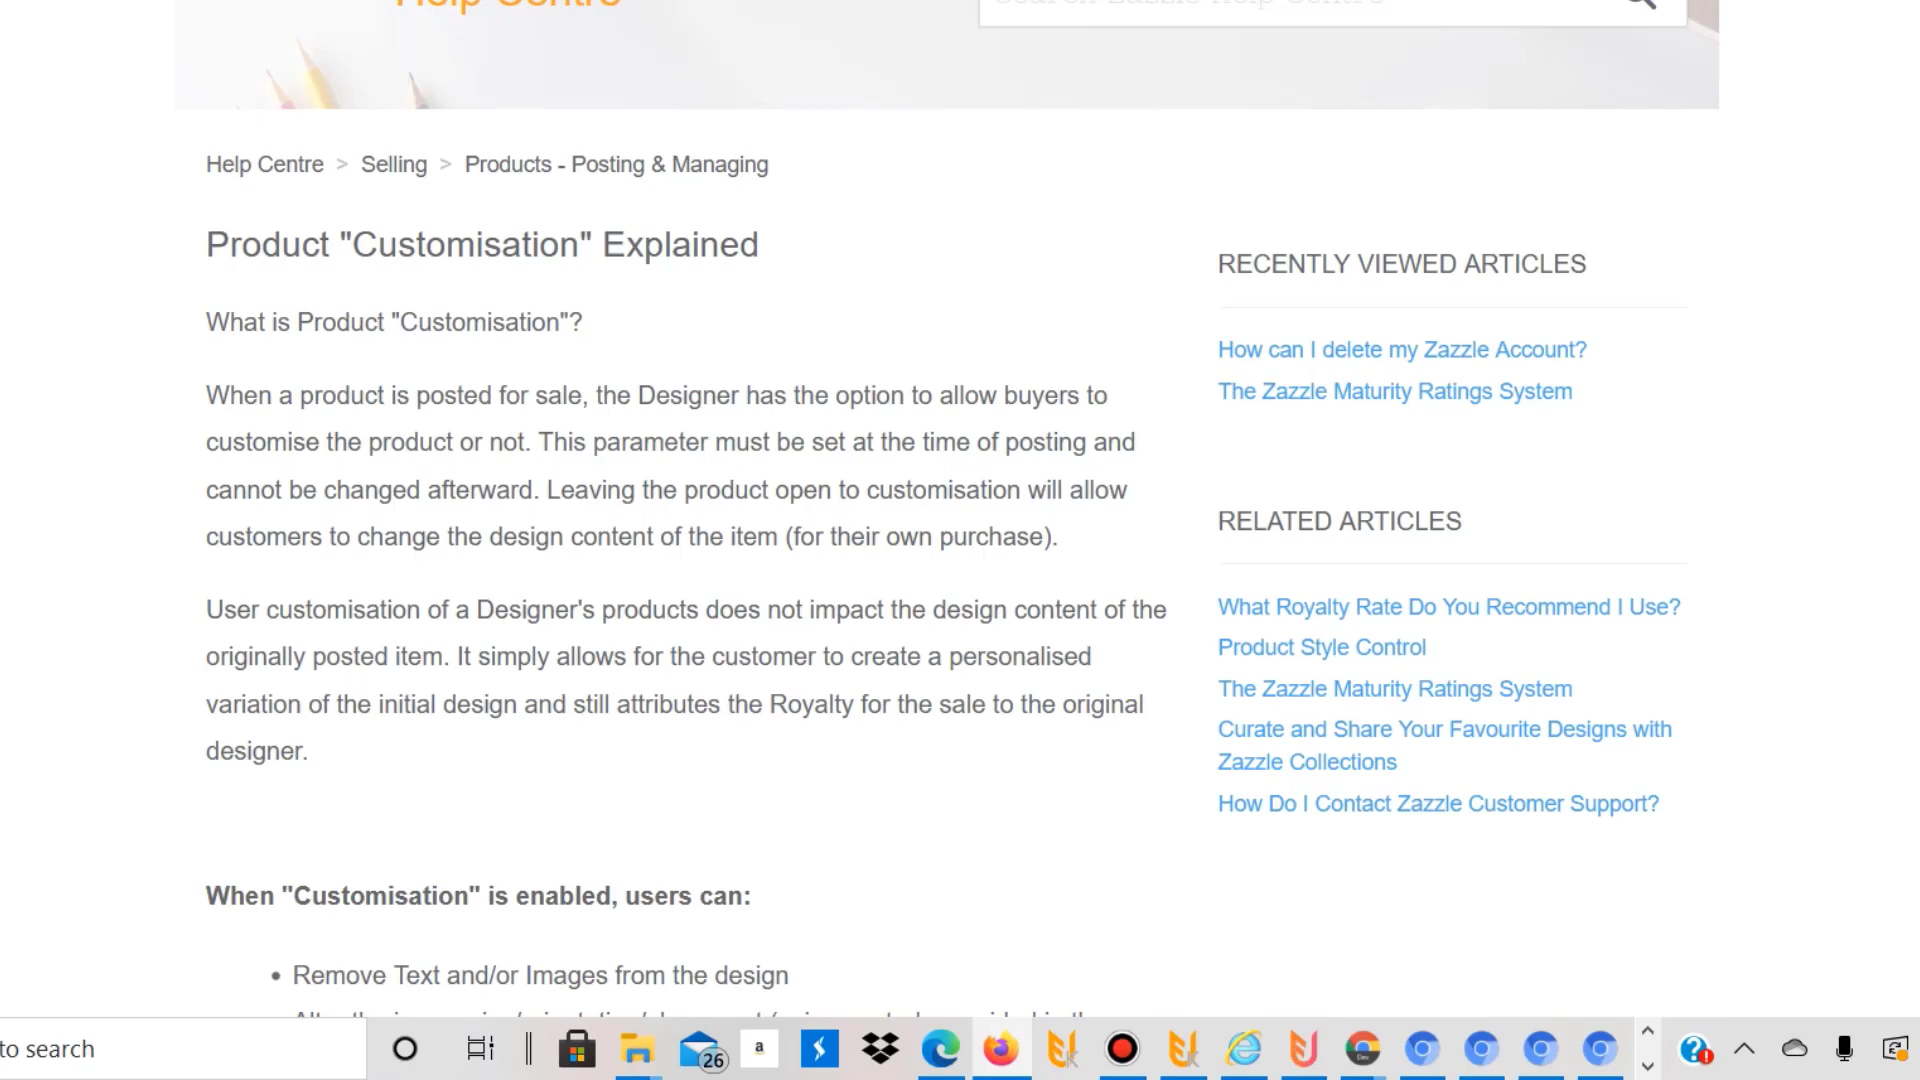 Help Centre
Search Zazzle Help Centre
Help Centre > Selling > Products - Posting & Managing
Product "Customisation" Explained
What is Product "Customisation"?
When a product is posted for sale, the Designer has the option to allow buyers to
customise the product or not. This parameter must be set at the time of posting and
cannot be changed afterward. Leaving the product open to customisation will allow
customers to change the design content of the item (for their own purchase).
User customisation of a Designer's products does not impact the design content of the
originally posted item. It simply allows for the customer to create a personalised
variation of the initial design and still attributes the Royalty for the sale to the original
designer.
When "Customisation" is enabled, users can:
• Remove Text and/or Images from the design
RECENTLY VIEWED ARTICLES
How can I delete my Zazzle Account?
The Zazzle Maturity Ratings System
RELATED ARTICLES
What Royalty Rate Do You Recommend I Use?
Product Style Control
The Zazzle Maturity Ratings System
Curate and Share Your Favourite Designs with
Zazzle Collections
How Do I Contact Zazzle Customer Support?
to search
26
a
Dev